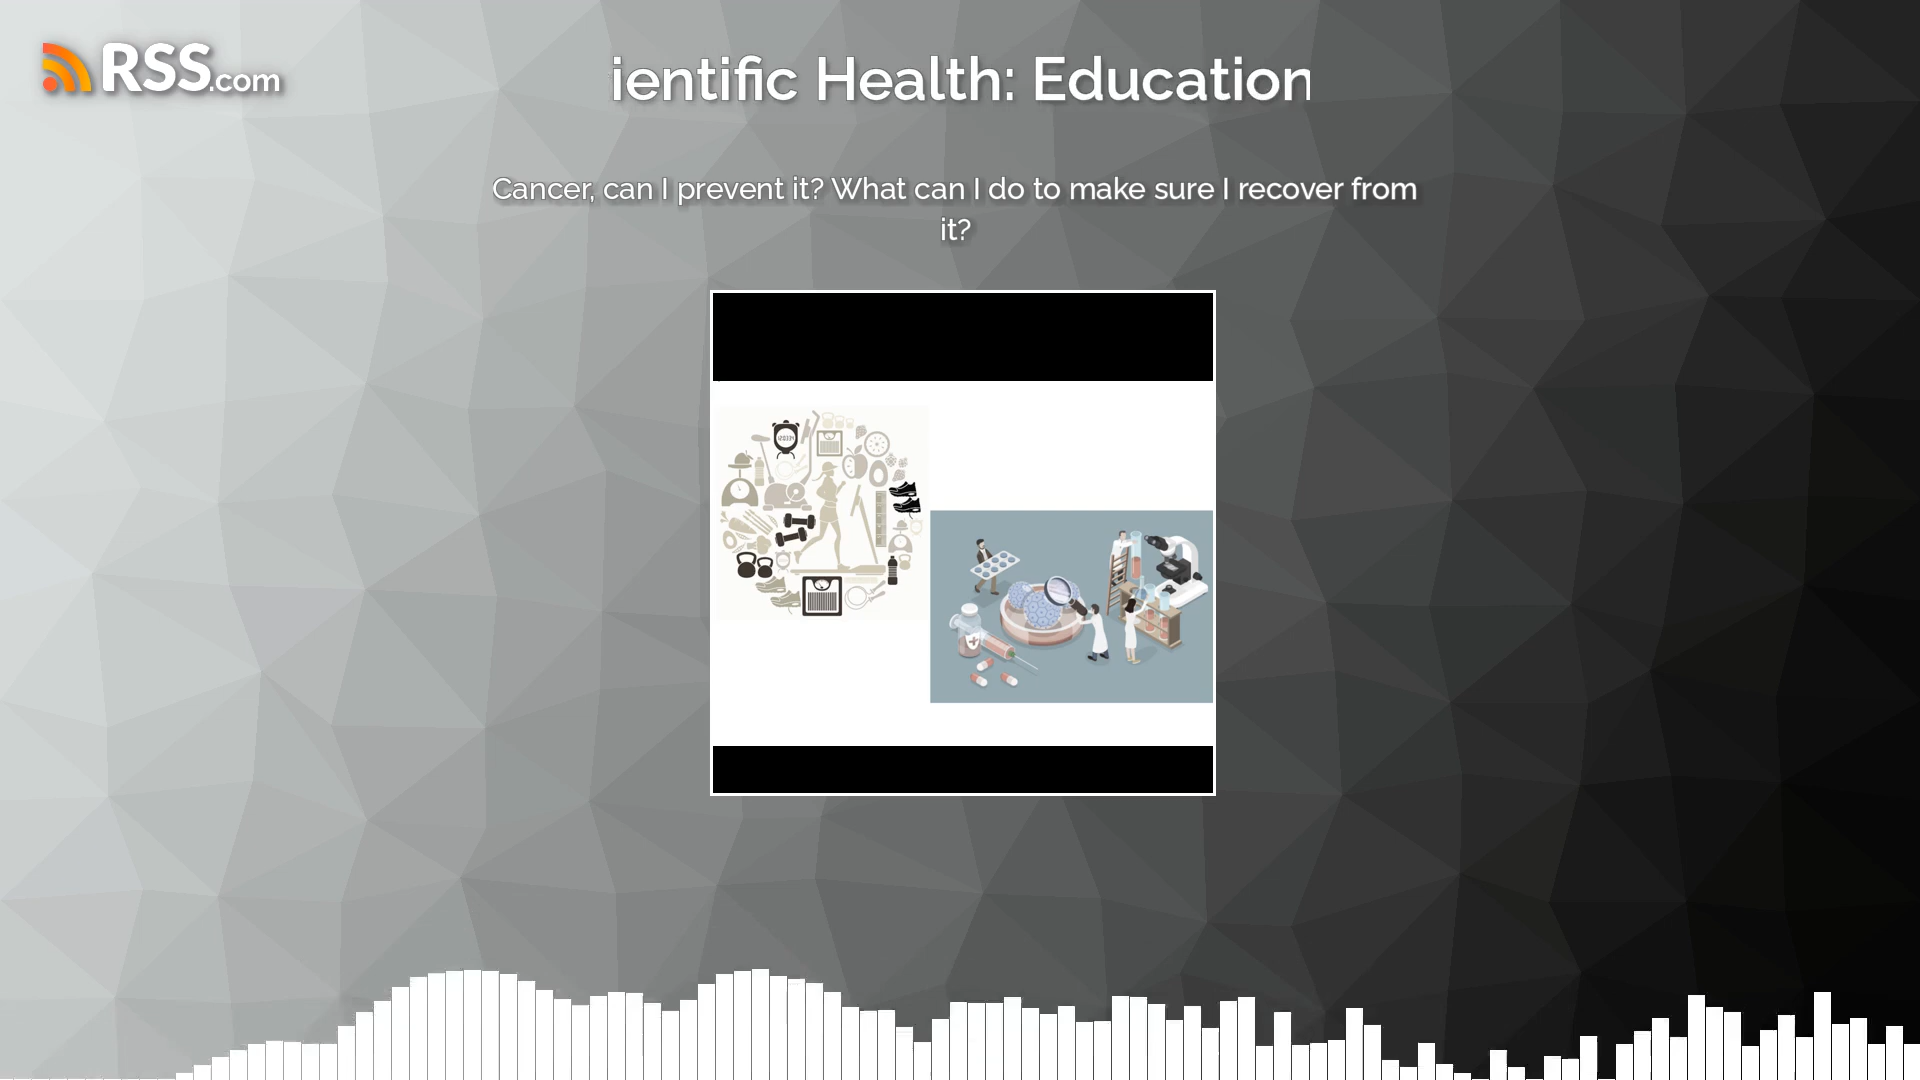 RSS.com
ientific Health: Education
Cancer, can I prevent it? What can I do to make sure I recover from
it?